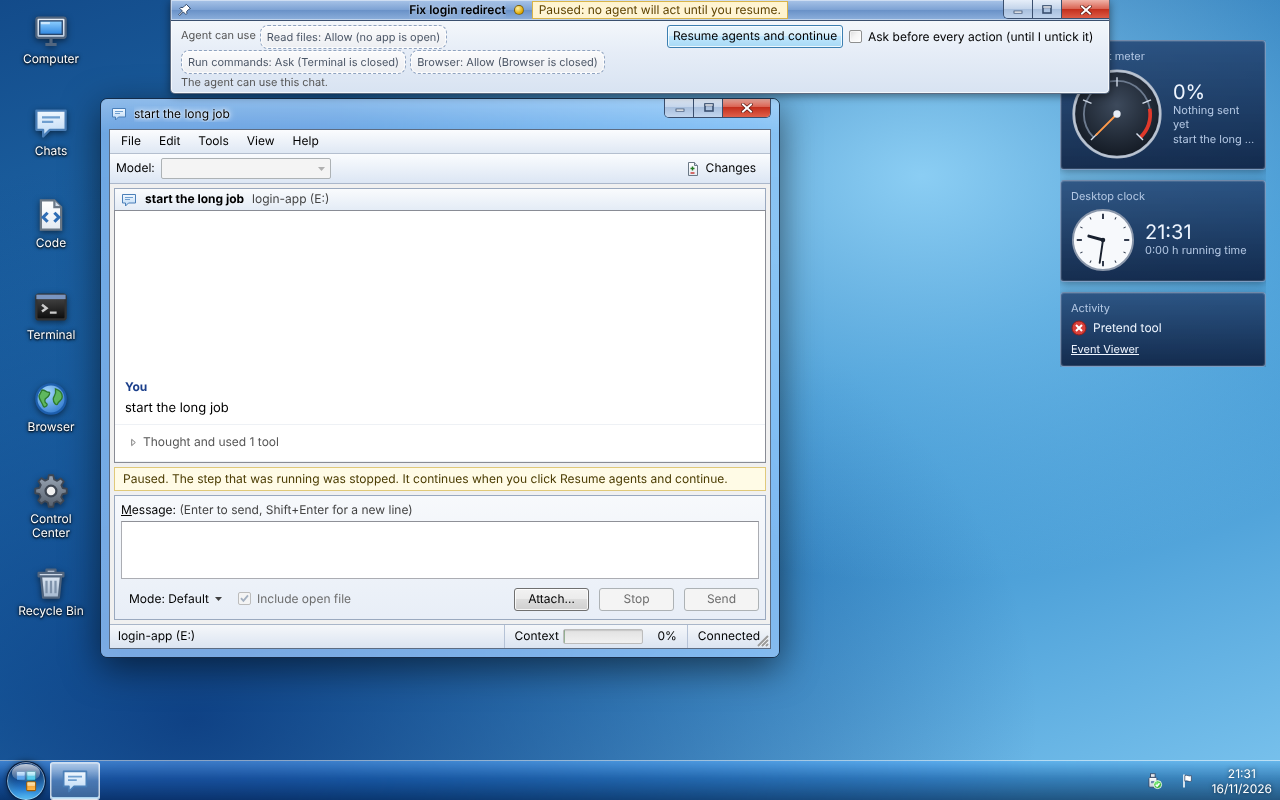 Computer
Chats
Code
Terminal
Browser
Control
Center
Recycle Bin
Fix login redirect
Paused: no agent will act until you resume.
Agent can use
Read files: Allow (no app is open)
Resume agents and continue
Ask before every action (until I untick it)
Run commands: Ask (Terminal is closed)
Browser: Allow (Browser is closed)
The agent can use this chat.
start the long job
File
Edit
Tools
View
Help
Model:
Changes
start the long job
login-app (E:)
You
start the long job
Thought and used 1 tool
Paused. The step that was running was stopped. It continues when you click Resume agents and continue.
Message: (Enter to send, Shift+Enter for a new line)
Mode: Default
Include open file
Attach...
Stop
Send
login-app (E:)
Context
0%
Connected
meter
0%
Nothing sent
yet
start the long ...
Desktop clock
21:31
0:00 h running time
Activity
Pretend tool
Event Viewer
21:31
16/11/2026